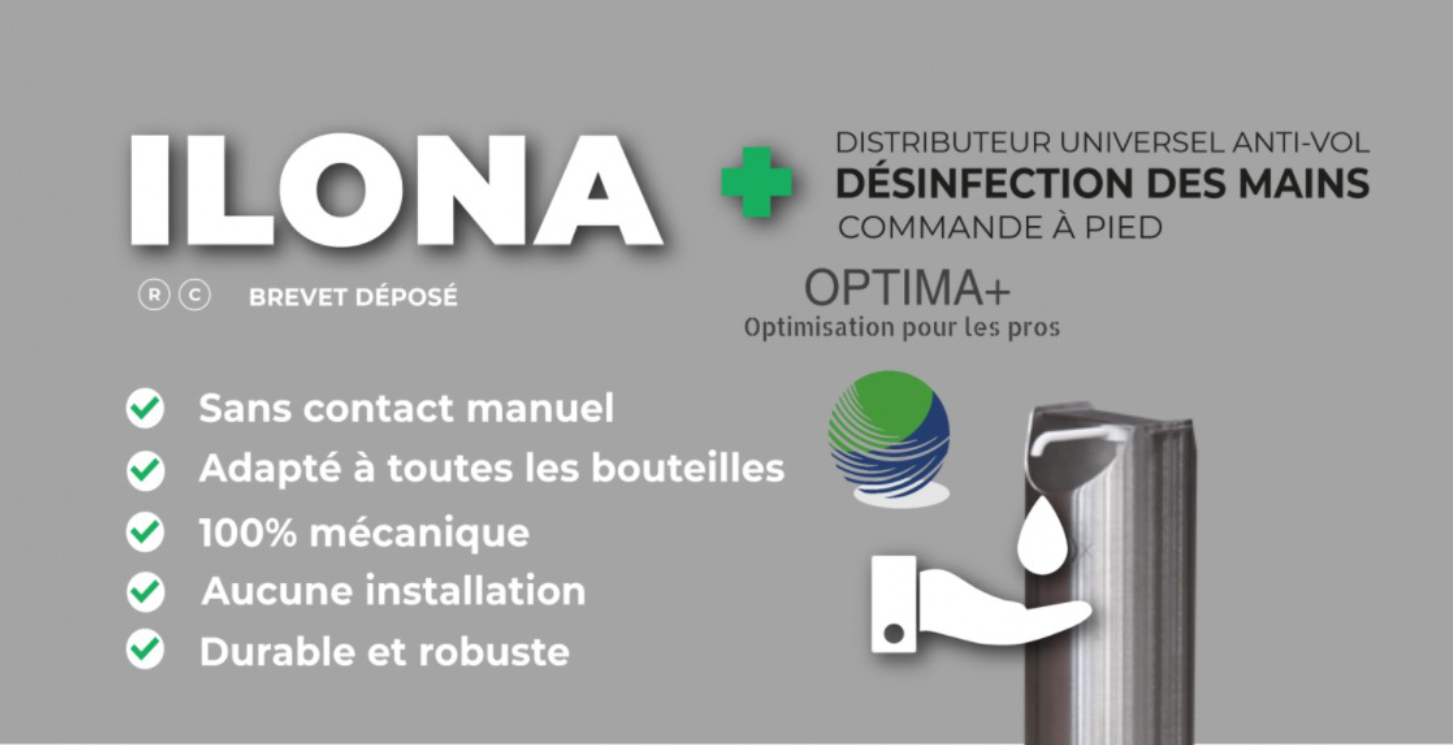 ILONA
DISTRIBUTEUR UNIVERSEL ANTI-VOL
DÉSINFECTION DES MAINS
COMMANDE À PIED
R C BREVET DÉPOSÉ
OPTIMA+
Optimisation pour les pros
Sans contact manuel
Adapté à toutes les bouteilles
100% mécanique
Aucune installation
Durable et robuste